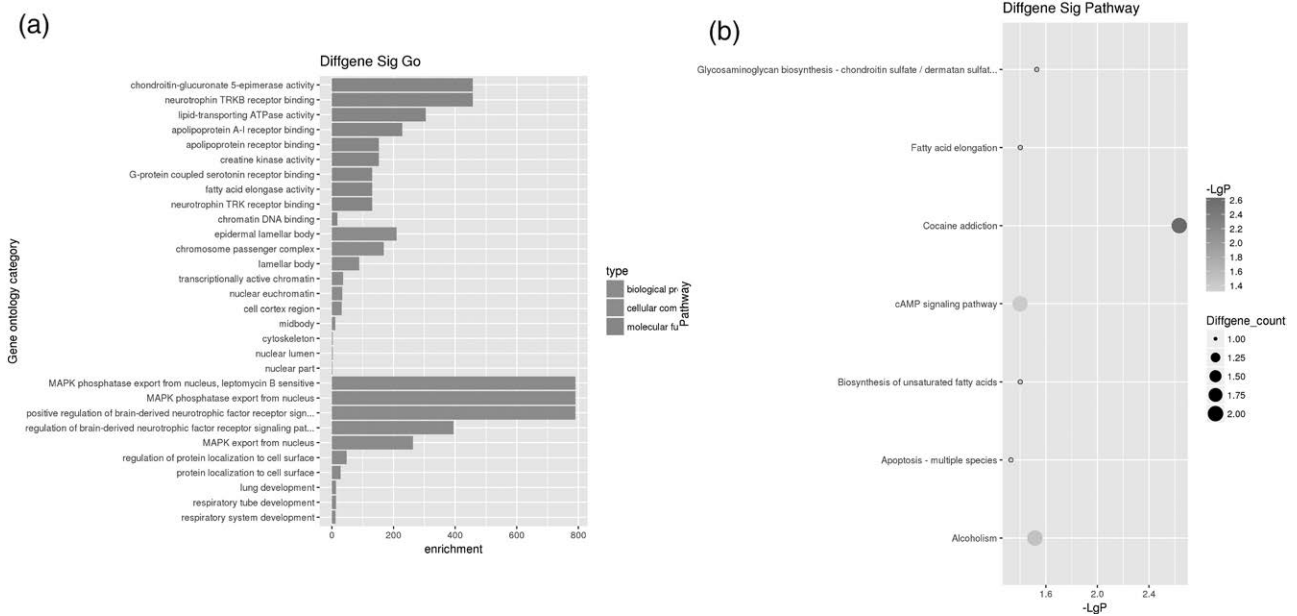 (a)
Diffgene Sig Go
Gene ontology category
chondroitin-glucuronate 5-epimerase activity
neurotrophin TRKB receptor binding
lipid-transporting ATPase activity
apolipoprotein A-I receptor binding
apolipoprotein receptor binding
creatine kinase activity
G-protein coupled serotonin receptor binding
fatty acid elongase activity
neurotrophin TRK receptor binding
chromatin DNA binding
epidermal lamellar body
chromosome passenger complex
lamellar body
transcriptionally active chromatin
nuclear euchromatin
cell cortex region
midbody
cytoskeleton
nuclear lumen
nuclear part
MAPK phosphatase export from nucleus, leptomycin B sensitive
MAPK phosphatase export from nucleus
positive regulation of brain-derived neurotrophic factor receptor sign...
regulation of brain-derived neurotrophic factor receptor signaling pat...
MAPK export from nucleus
regulation of protein localization to cell surface
protein localization to cell surface
lung development
respiratory tube development
respiratory system development
0 200 400 600 800
enrichment
type
biological pr
cellular com
molecular fu
(b)
Diffgene Sig Pathway
Pathway
Glycosaminoglycan biosynthesis - chondroitin sulfate / dermatan sulfat...
Fatty acid elongation
Cocaine addiction
cAMP signaling pathway
Biosynthesis of unsaturated fatty acids
Apoptosis - multiple species
Alcoholism
1.6 2.0 2.4
-LgP
-LgP
2.6
2.4
2.2
2.0
1.8
1.6
1.4
Diffgene_count
1.00
1.25
1.50
1.75
2.00